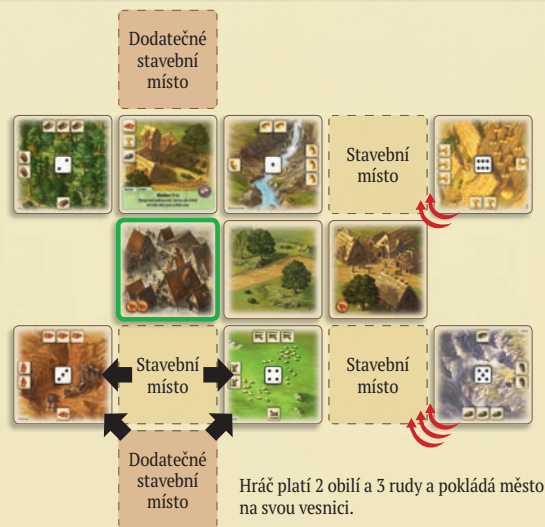 Dodatečné
stavební
místo
Stavební
místo
Stavební
místo
Stavební
místo
Dodatečné
stavební
místo
Hráč platí 2 obilí a 3 rudy a pokládá město
na svou vesnici.